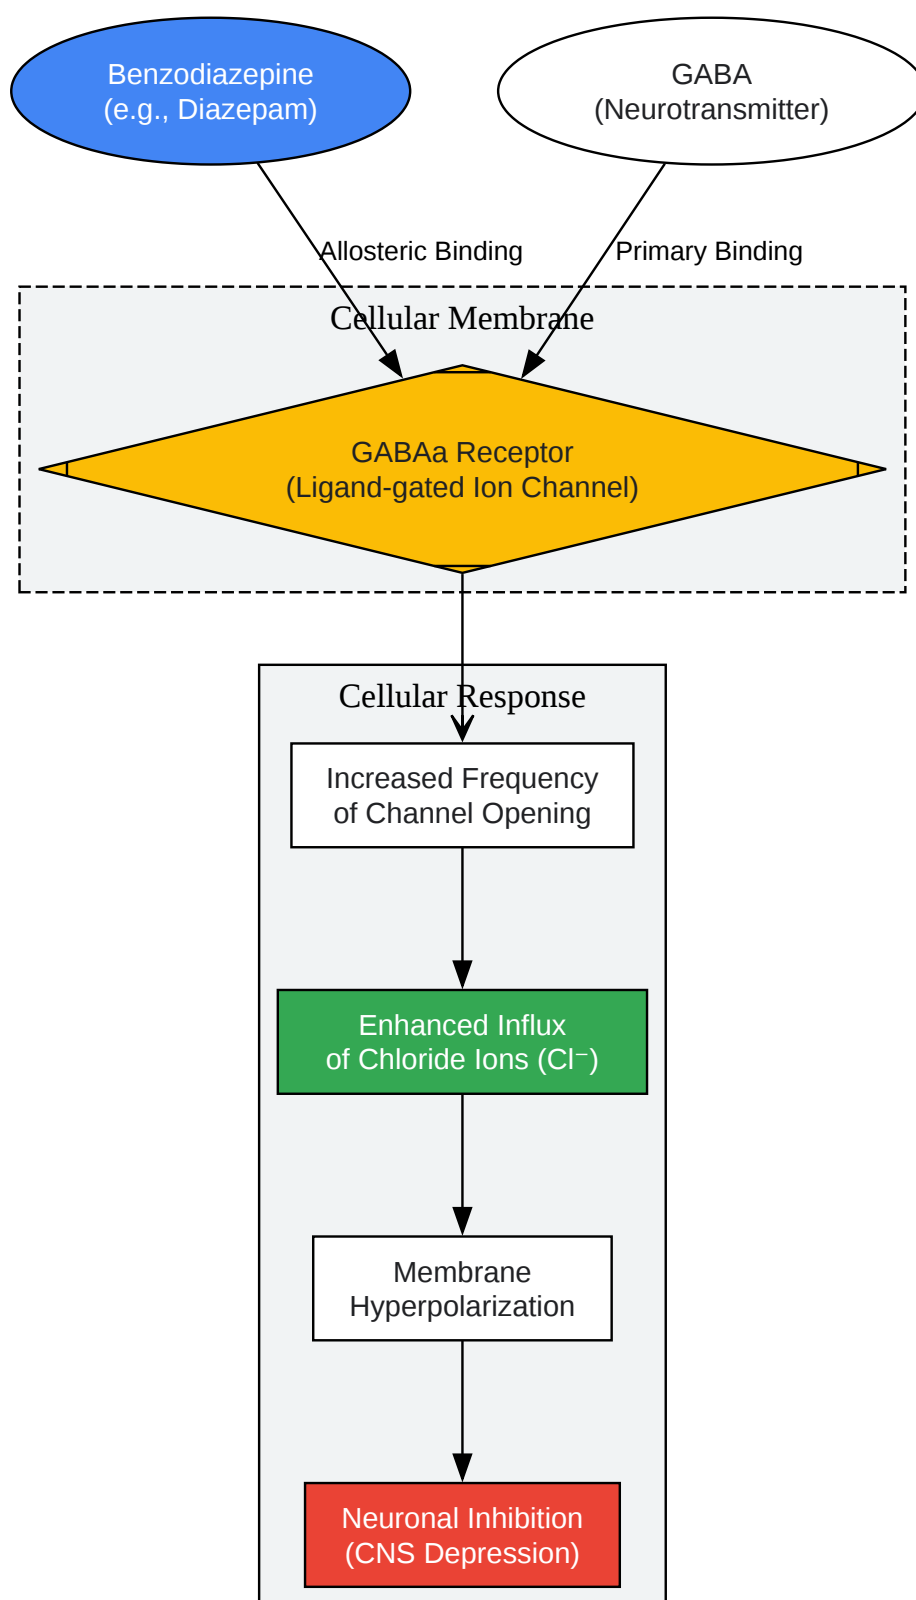 Benzodiazepine
(e.g., Diazepam)
GABA
(Neurotransmitter)
Allosteric Binding
Primary Binding
Cellular Membrane
GABAa Receptor
(Ligand-gated Ion Channel)
Cellular Response
Increased Frequency
of Channel Opening
Enhanced Influx
of Chloride Ions (Cl⁻)
Membrane
Hyperpolarization
Neuronal Inhibition
(CNS Depression)